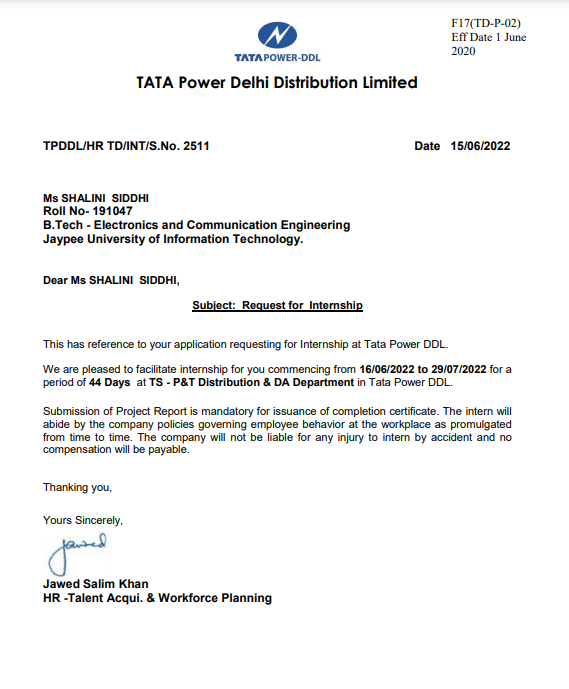 F17(TD-P-02)
Eff Date 1 June
2020
TATA POWER-DDL
TATA Power Delhi Distribution Limited
TPDDL/HR TD/INT/S.No. 2511 Date 15/06/2022
Ms SHALINI SIDDHI
Roll No- 191047
B.Tech - Electronics and Communication Engineering
Jaypee University of Information Technology.
Dear Ms SHALINI SIDDHI,
Subject: Request for Internship
This has reference to your application requesting for Internship at Tata Power DDL.
We are pleased to facilitate internship for you commencing from 16/06/2022 to 29/07/2022 for a
period of 44 Days at TS - P&T Distribution & DA Department in Tata Power DDL.
Submission of Project Report is mandatory for issuance of completion certificate. The intern will
abide by the company policies governing employee behavior at the workplace as promulgated
from time to time. The company will not be liable for any injury to intern by accident and no
compensation will be payable.
Thanking you,
Yours Sincerely,
Jawed
Jawed Salim Khan
HR -Talent Acqui. & Workforce Planning